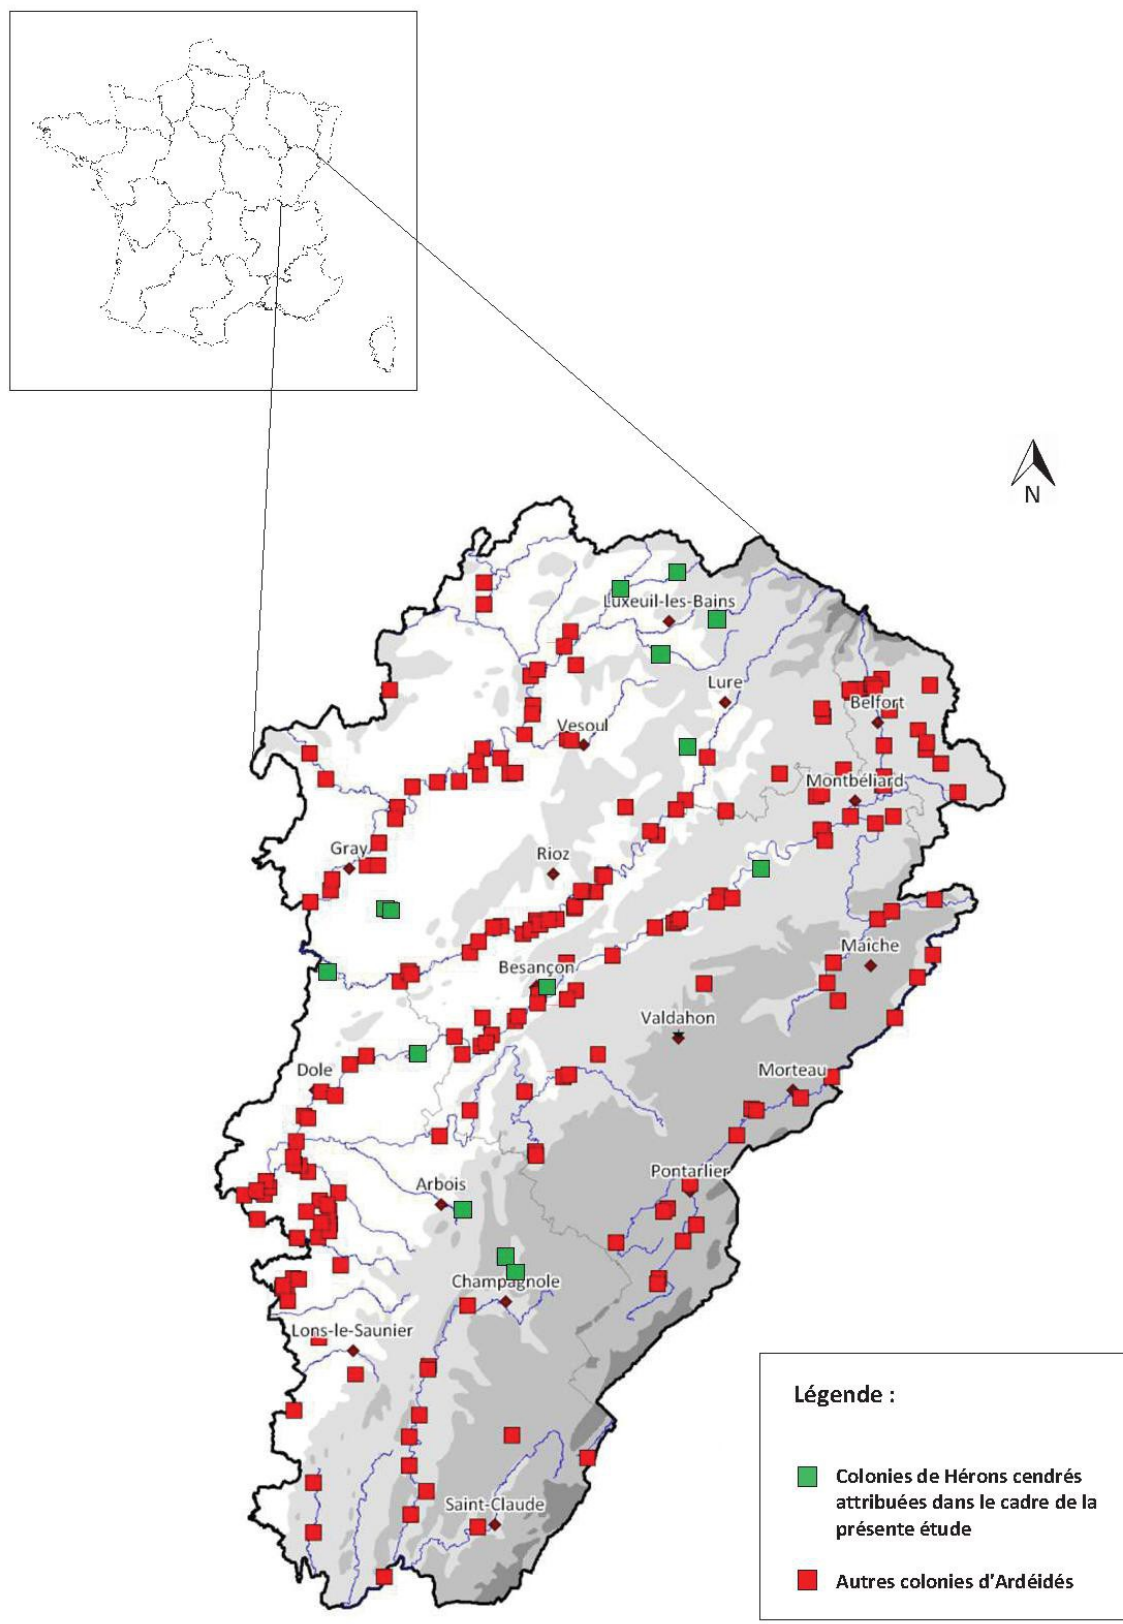 N
Luxeuil-les-Bains
Lure
Belfort
Vesoul
Montbéliard
Gray
Rioz
Maîche
Besançon
Valdahon
Dole
Morteau
Pontarlier
Arbois
Champagnole
Lons-le-Saunier
Saint-Claude
Légende :
Colonies de Hérons cendrés
attribuées dans le cadre de la
présente étude
Autres colonies d'Ardéidés